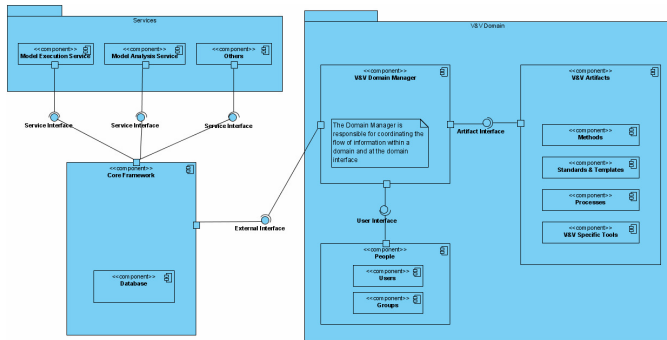 Services
<<component>>
Model Execution Service
<<component>>
Model Analysis Service
<<component>>
Others
Service Interface
Service Interface
Service Interface
<<component>>
Core Framework
<<component>>
Database
External Interface
V&V Domain
<<component>>
V&V Domain Manager
The Domain Manager is
responsible for coordinating the
flow of information within a
domain and at the domain
interface
Artifact Interface
User Interface
<<component>>
People
<<component>>
Users
<<component>>
Groups
<<component>>
V&V Artifacts
<<component>>
Methods
<<component>>
Standards & Templates
<<component>>
Processes
<<component>>
V&V Specific Tools